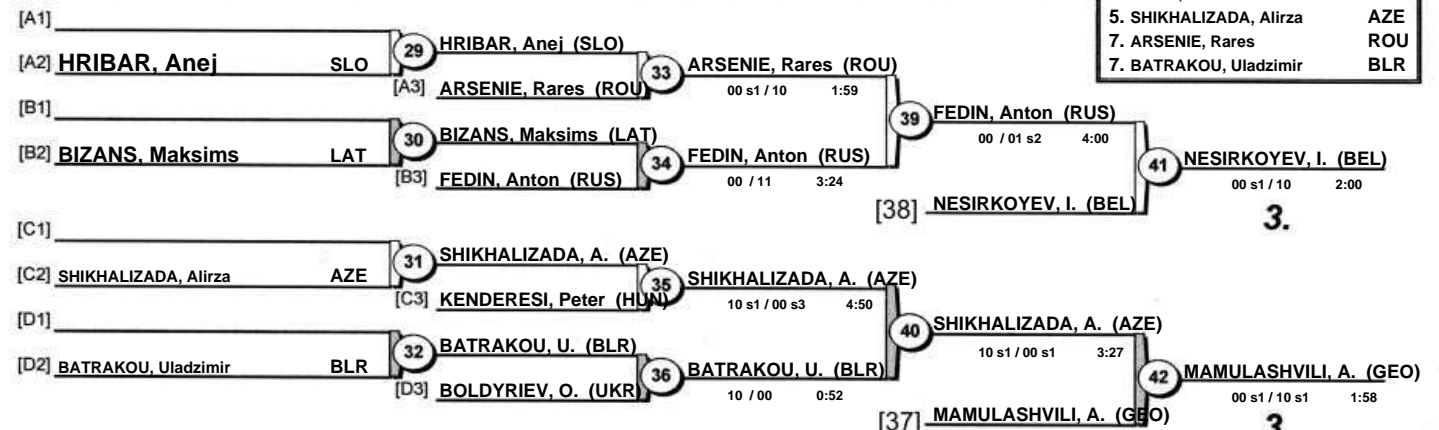 5. SHIKHALIZADA, Alirza AZE
7. ARSENIE, Rares ROU
7. BATRAKOU, Uladzimir BLR
[A1]
[A2] HRIBAR, Anej SLO
29
HRIBAR, Anej (SLO)
[A3] ARSENIE, Rares (ROU)
33
ARSENIE, Rares (ROU)
00 s1 / 10 1:59
[B1]
[B2] BIZANS, Maksims LAT
30
BIZANS, Maksims (LAT)
[B3] FEDIN, Anton (RUS)
34
FEDIN, Anton (RUS)
00 / 11 3:24
39
FEDIN, Anton (RUS)
00 / 01 s2 4:00
[38] NESIRKOYEV, I. (BEL)
41
NESIRKOYEV, I. (BEL)
00 s1 / 10 2:00
3.
[C1]
[C2] SHIKHALIZADA, Alirza AZE
31
SHIKHALIZADA, A. (AZE)
[C3] KENDERESI, Peter (HUN)
35
SHIKHALIZADA, A. (AZE)
10 s1 / 00 s3 4:50
[D1]
[D2] BATRAKOU, Uladzimir BLR
32
BATRAKOU, U. (BLR)
[D3] BOLDYRIEV, O. (UKR)
36
BATRAKOU, U. (BLR)
10 / 00 0:52
40
SHIKHALIZADA, A. (AZE)
10 s1 / 00 s1 3:27
[37] MAMULASHVILI, A. (GEO)
42
MAMULASHVILI, A. (GEO)
00 s1 / 10 s1 1:58
3